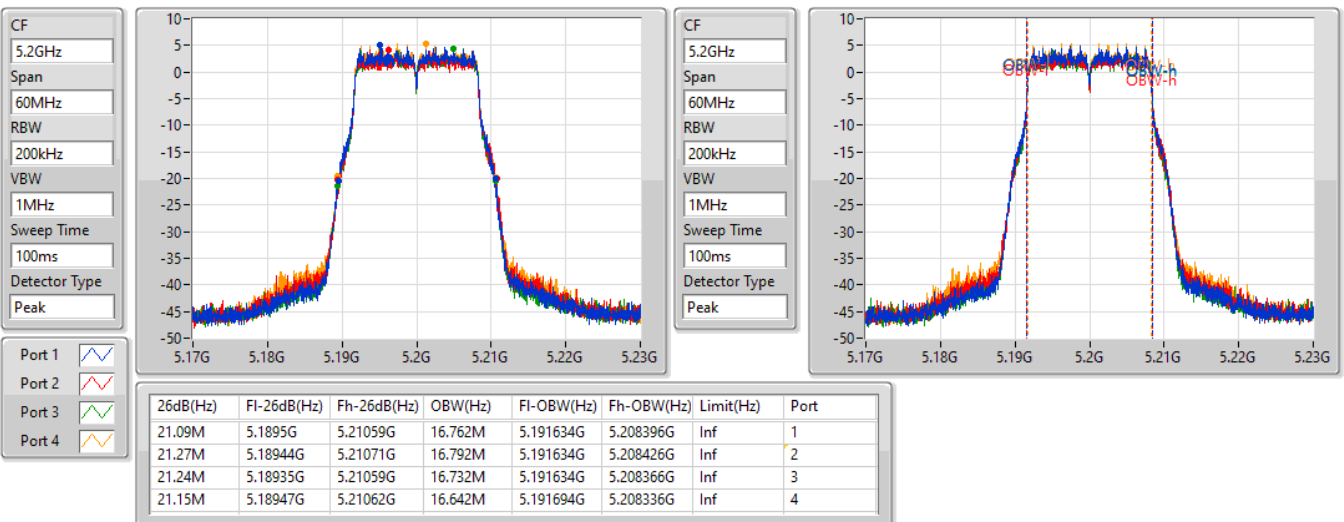 CF
5.2GHz
Span
60MHz
RBW
200kHz
VBW
1MHz
Sweep Time
100ms
Detector Type
Peak
10
5
0
-5
-10
-15
-20
-25
-30
-35
-40
-45
-50
5.17G 5.18G 5.19G 5.2G 5.21G 5.22G 5.23G
CF
5.2GHz
Span
60MHz
RBW
200kHz
VBW
1MHz
Sweep Time
100ms
Detector Type
Peak
10
5
0
-5
-10
-15
-20
-25
-30
-35
-40
-45
-50
OBW-l
OBW-h
OBW-h
5.17G 5.18G 5.19G 5.2G 5.21G 5.22G 5.23G
Port 1
Port 2
Port 3
Port 4
26dB(Hz) Fl-26dB(Hz) Fh-26dB(Hz) OBW(Hz) Fl-OBW(Hz) Fh-OBW(Hz) Limit(Hz) Port
21.09M 5.1895G 5.21059G 16.762M 5.191634G 5.208396G Inf 1
21.27M 5.18944G 5.21071G 16.792M 5.191634G 5.208426G Inf 2
21.24M 5.18935G 5.21059G 16.732M 5.191634G 5.208366G Inf 3
21.15M 5.18947G 5.21062G 16.642M 5.191694G 5.208336G Inf 4